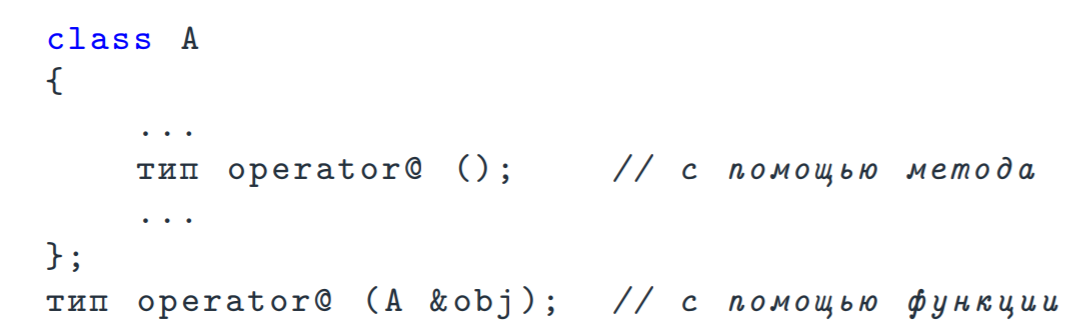 class A
{
...
тип operator@ (); // с помощью метода
...
};
тип operator@ (A &obj); // с помощью функции